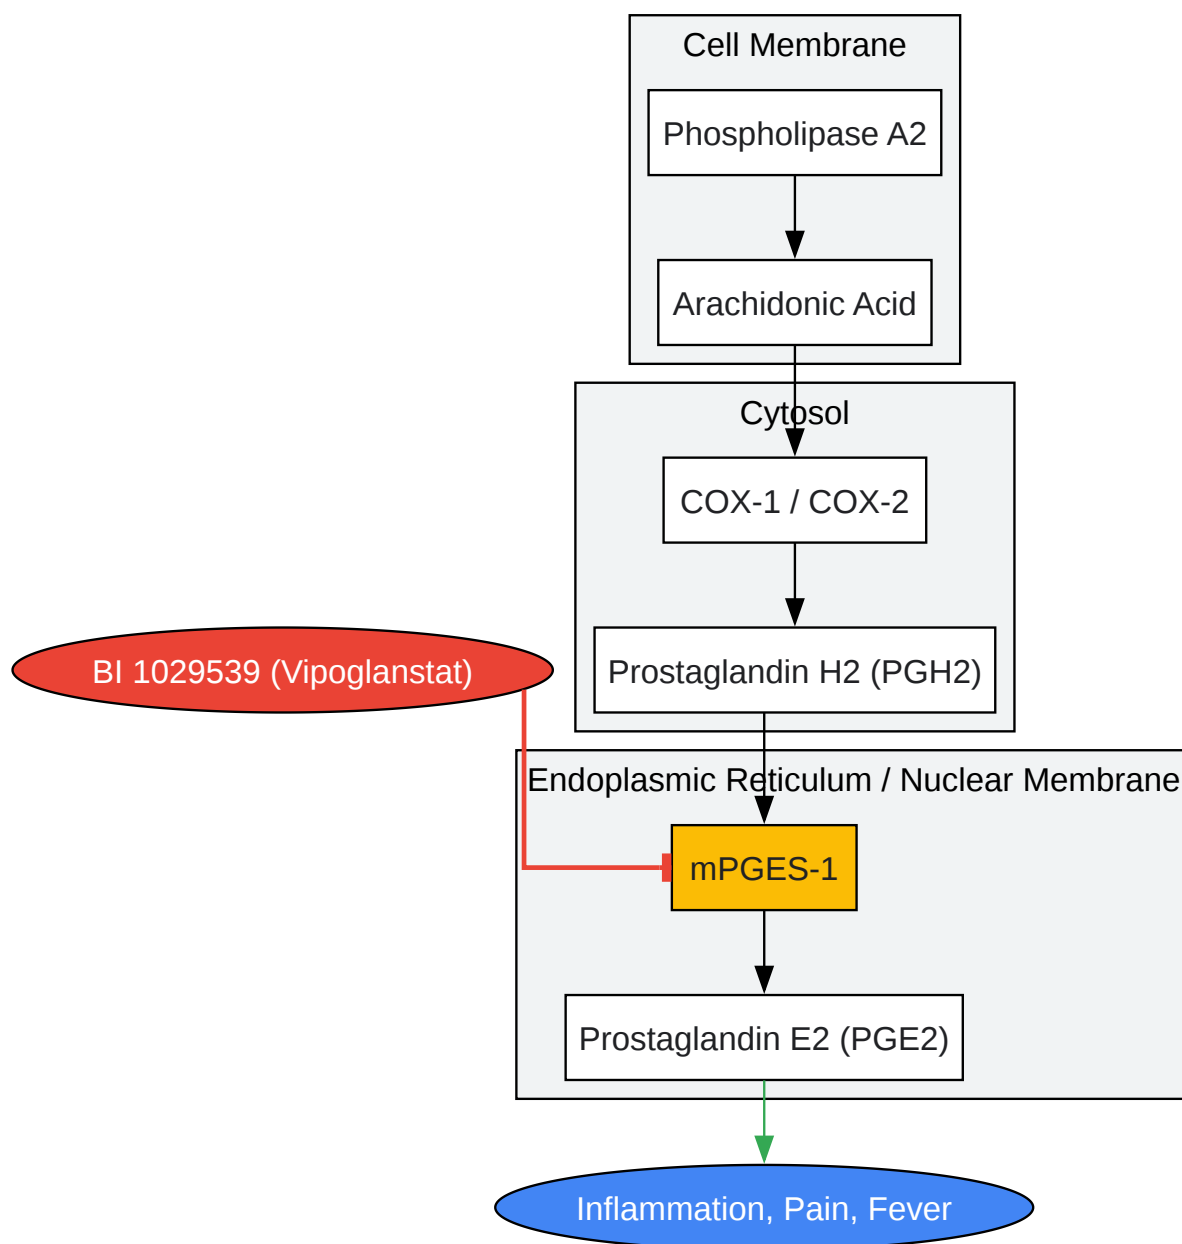 Cell Membrane
Phospholipase A2
Arachidonic Acid
Cytosol
COX-1 / COX-2
Prostaglandin H2 (PGH2)
BI 1029539 (Vipoglanstat)
Endoplasmic Reticulum / Nuclear Membrane
mPGES-1
Prostaglandin E2 (PGE2)
Inflammation, Pain, Fever